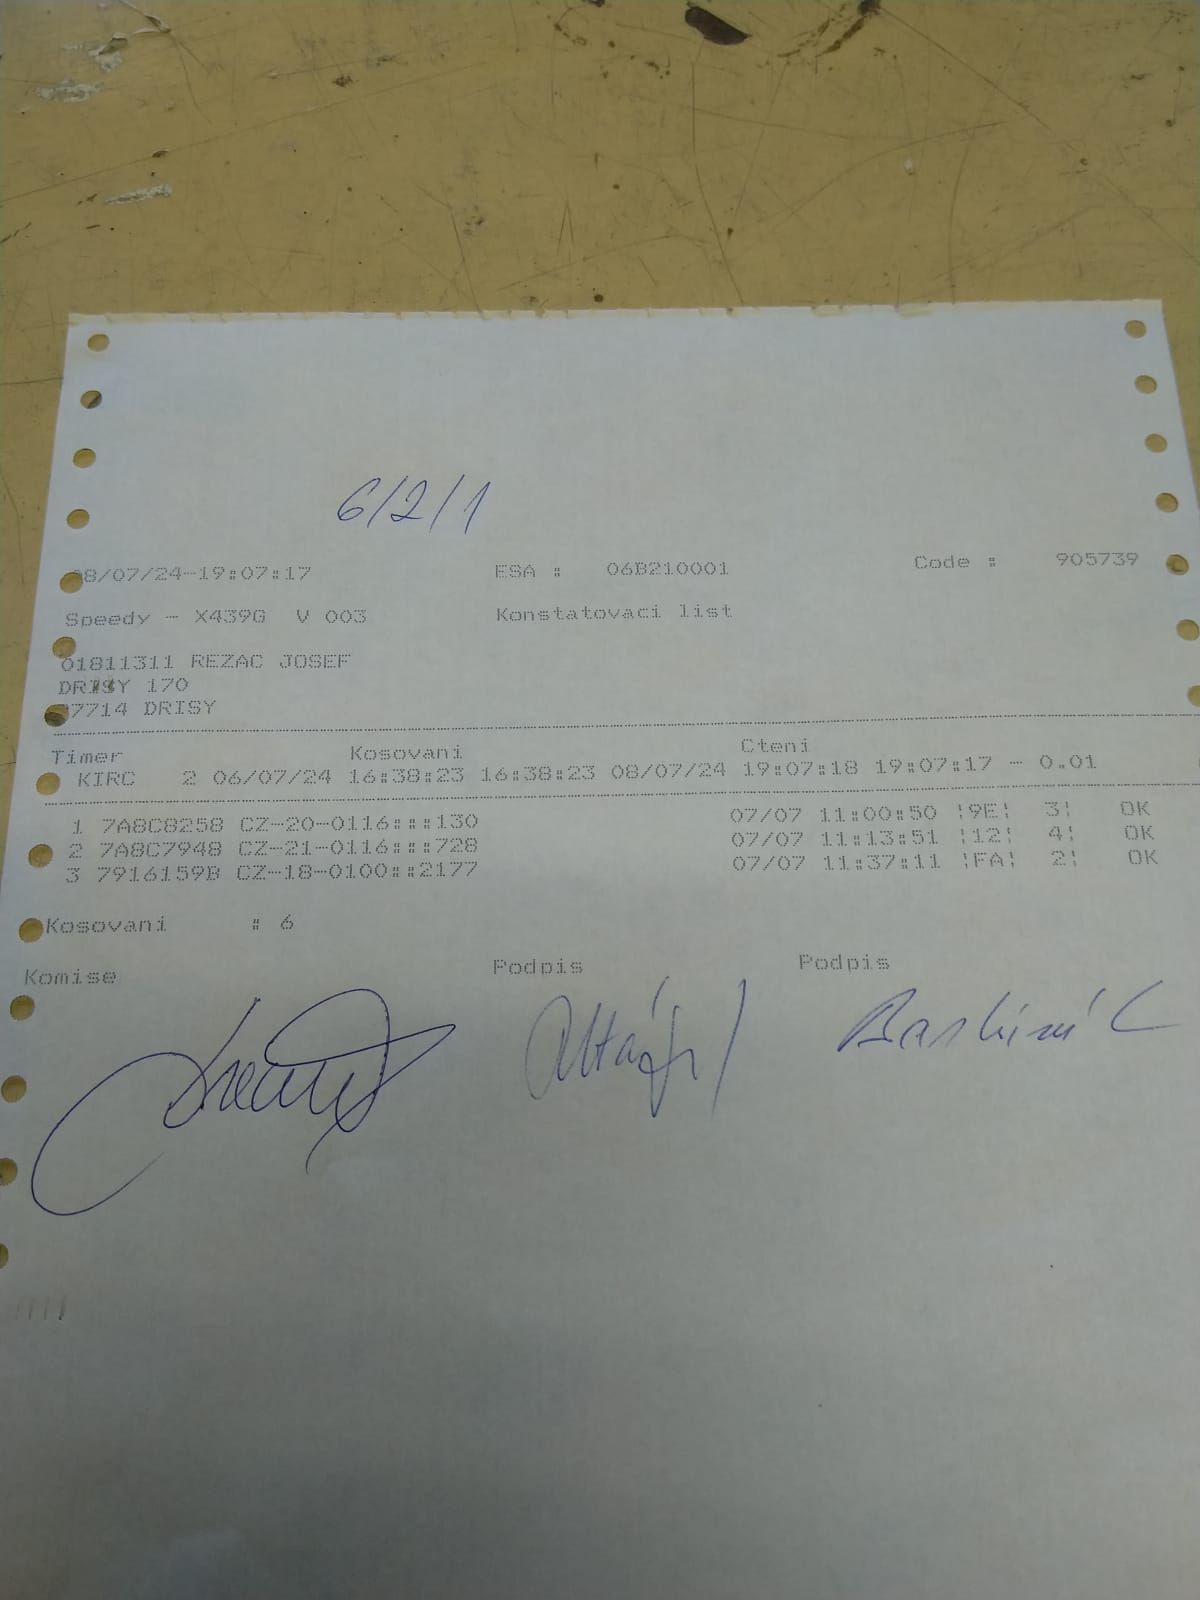 6/2/1
08/07/24-19:07:17 ESA : 06B210001 Code : 905739
Speedy - X439G V 003 Konstatovaci list
01811311 REZAC JOSEF
DRISY 170
27714 DRISY
Timer Kosovani Cteni
KIRC 2 06/07/24 16:38:23 16:38:23 08/07/24 19:07:18 19:07:17 - 0.01
1 7A8C8258 CZ-20-0116:::130 07/07 11:00:50 ¦9E¦ 3¦ OK
2 7A8C7948 CZ-21-0116:::728 07/07 11:13:51 ¦12¦ 4¦ OK
3 7916159B CZ-18-0100::2177 07/07 11:37:11 ¦FA¦ 2¦ OK
Kosovani : 6
Komise Podpis Podpis